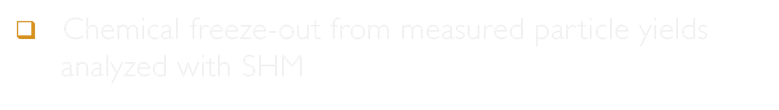 ❑ Chemical freeze-out from measured particle yields
analyzed with SHM